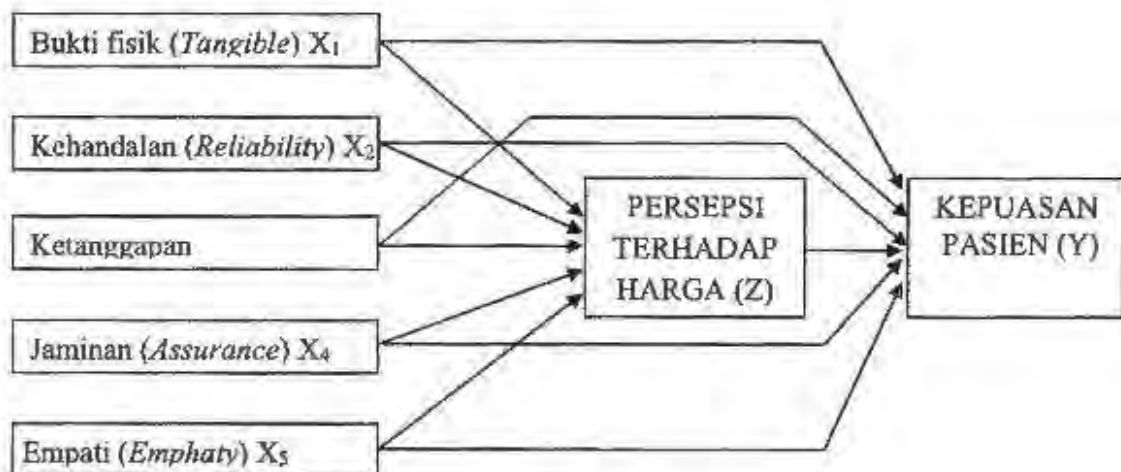 Bukti fisik (Tangible) X₁
Kehandalan (Reliability) X₂
Ketanggapan
Jaminan (Assurance) X₄
Empati (Emphaty) X₅
PERSEPSI
TERHADAP
HARGA (Z)
KEPUASAN
PASIEN (Y)